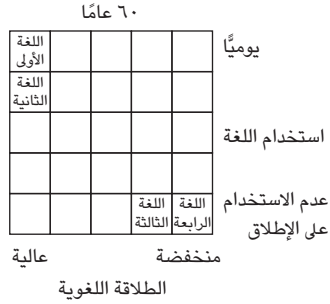 ٦٠ عامًا
يوميًّا
اللغة الأولى
اللغة الثانية
استخدام اللغة
عدم الاستخدام على الإطلاق
اللغة الرابعة
اللغة الثالثة
منخفضة
عالية
الطلاقة اللغوية